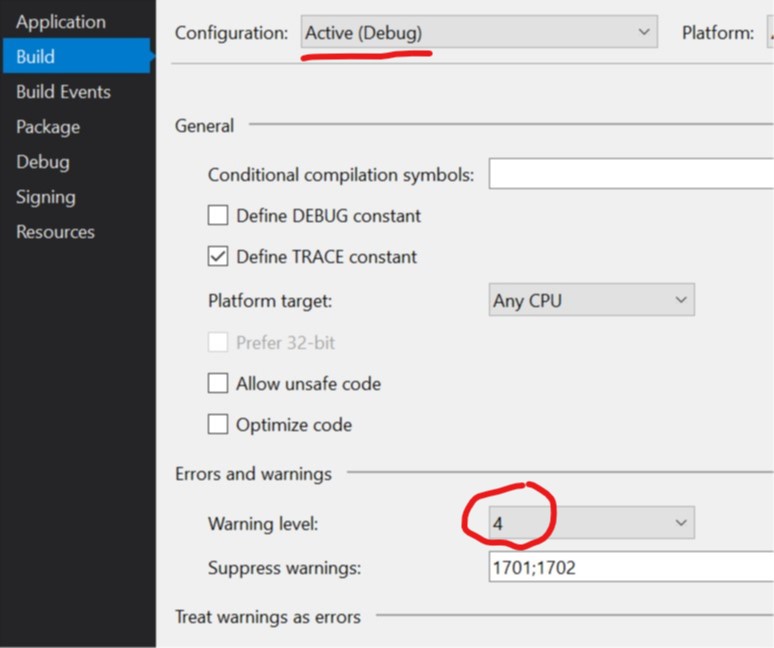 Application
Build
Build Events
Package
Debug
Signing
Resources
Configuration: Active (Debug) Platform:
General
Conditional compilation symbols:
Define DEBUG constant
Define TRACE constant
Platform target: Any CPU
Prefer 32-bit
Allow unsafe code
Optimize code
Errors and warnings
Warning level: 4
Suppress warnings: 1701;1702
Treat warnings as errors